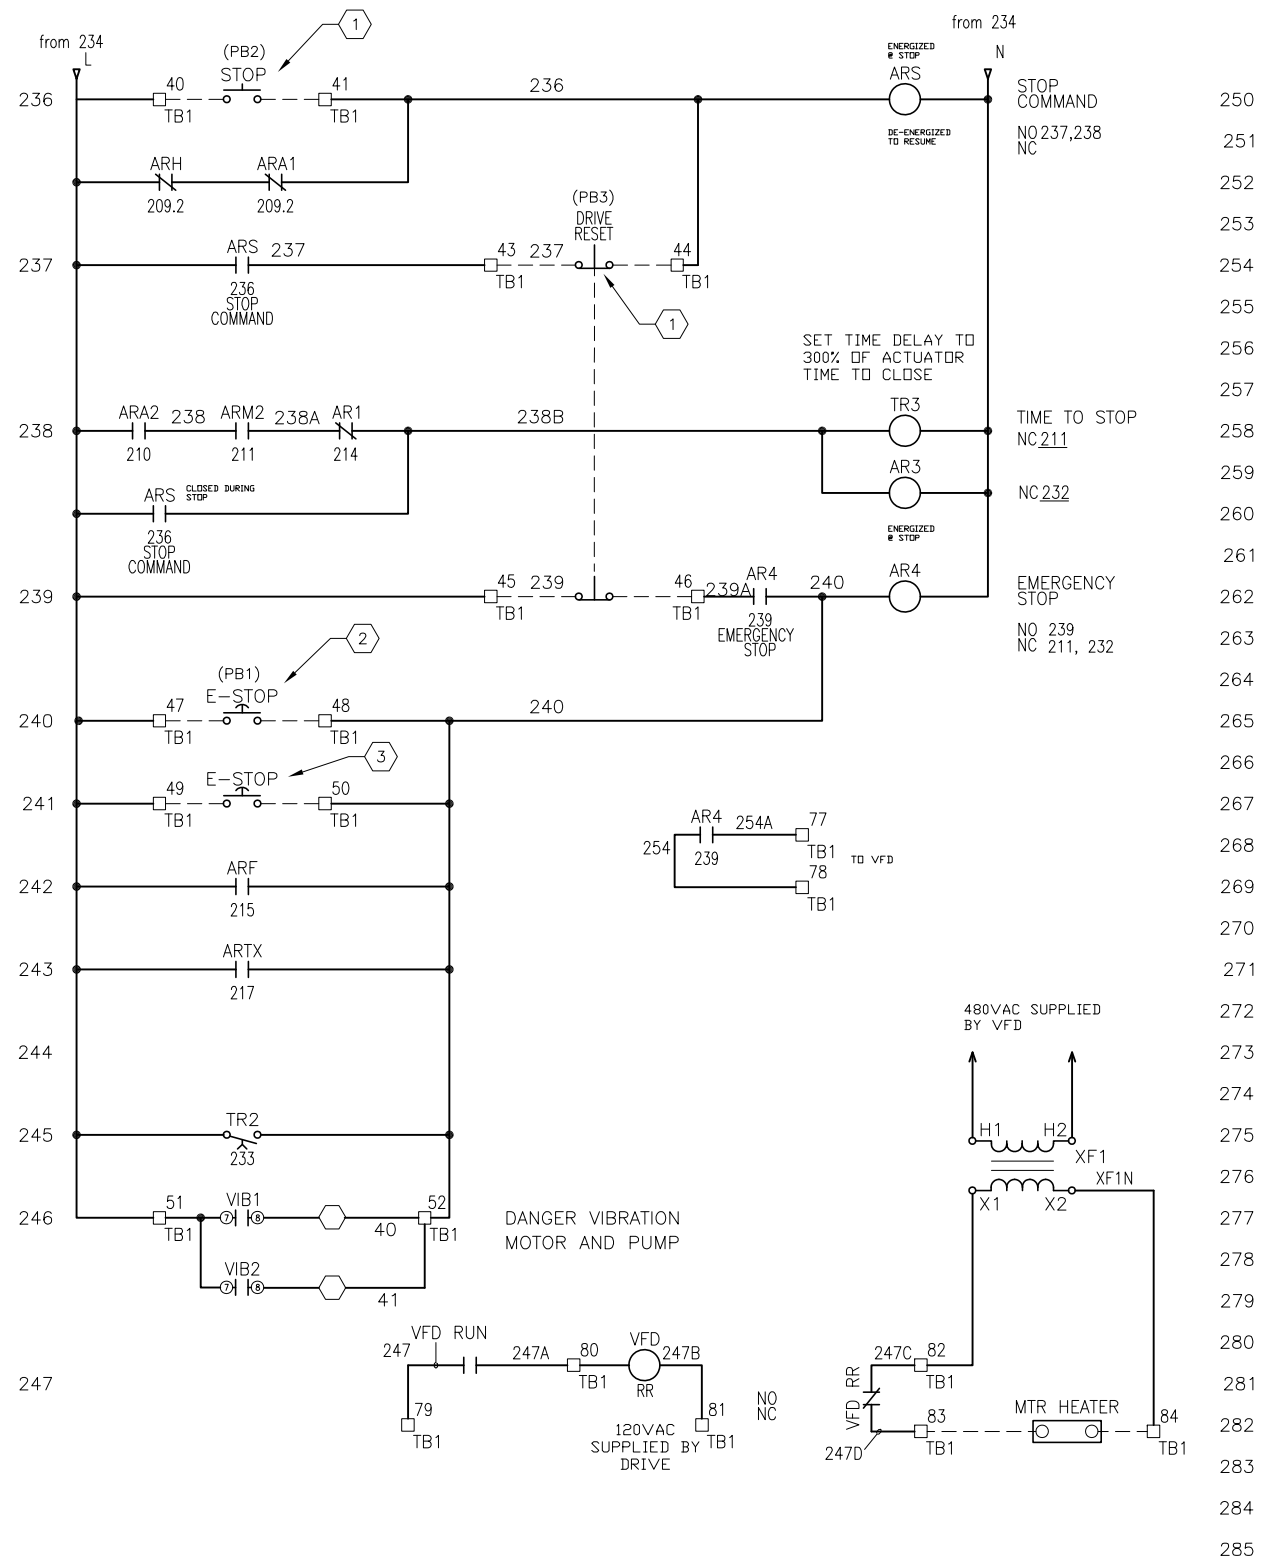 from 234
L
from 234
N
236
(PB2)
STOP
1
40
TB1
41
TB1
236
ENERGIZED
@ STOP
ARS
DE-ENERGIZED
TO RESUME
STOP
COMMAND
NO 237,238
NC
250
251
ARH
209.2
ARA1
209.2
252
(PB3)
DRIVE
RESET
253
237
ARS
237
236
STOP
COMMAND
43
237
TB1
44
TB1
1
254
255
SET TIME DELAY TO
300% OF ACTUATOR
TIME TO CLOSE
256
257
238
ARA2
210
238
ARM2
211
238A
AR1
214
238B
TR3
TIME TO STOP
NC 211
258
259
ARS
CLOSED DURING
STOP
236
STOP
COMMAND
AR3
ENERGIZED
@ STOP
NC 232
260
261
239
45
239
TB1
46
TB1
239A
AR4
239
EMERGENCY
STOP
240
AR4
EMERGENCY
STOP
NO 239
NC 211, 232
262
263
2
264
240
(PB1)
E-STOP
47
TB1
48
TB1
240
265
266
241
E-STOP
3
49
TB1
50
TB1
267
254
AR4
239
254A
77
TB1
78
TB1
TO VFD
268
242
ARF
215
269
270
243
ARTX
217
271
480VAC SUPPLIED
BY VFD
272
244
273
274
245
TR2
233
H1
H2
XF1
275
XF1N
X1
X2
276
246
51
TB1
VIB1
7
8
40
52
TB1
DANGER VIBRATION
MOTOR AND PUMP
277
278
VIB2
7
8
41
279
280
247
VFD RUN
247
247A
79
TB1
80
TB1
VFD
RR
247B
81
TB1
120VAC
SUPPLIED BY
DRIVE
NO
NC
VFD RR
247C
82
TB1
83
TB1
247D
MTR HEATER
84
TB1
281
282
283
284
285